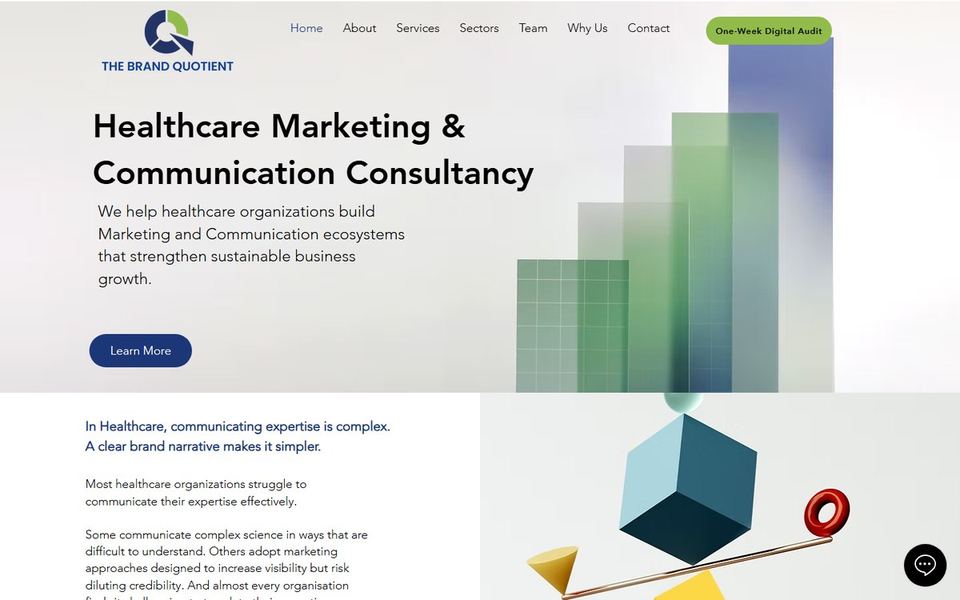 THE BRAND QUOTIENT
Home About Services Sectors Team Why Us Contact
One-Week Digital Audit
Healthcare Marketing &
Communication Consultancy
We help healthcare organizations build
Marketing and Communication ecosystems
that strengthen sustainable business
growth.
Learn More
In Healthcare, communicating expertise is complex.
A clear brand narrative makes it simpler.
Most healthcare organizations struggle to
communicate their expertise effectively.
Some communicate complex science in ways that are
difficult to understand. Others adopt marketing
approaches designed to increase visibility but risk
diluting credibility. And almost every organisation